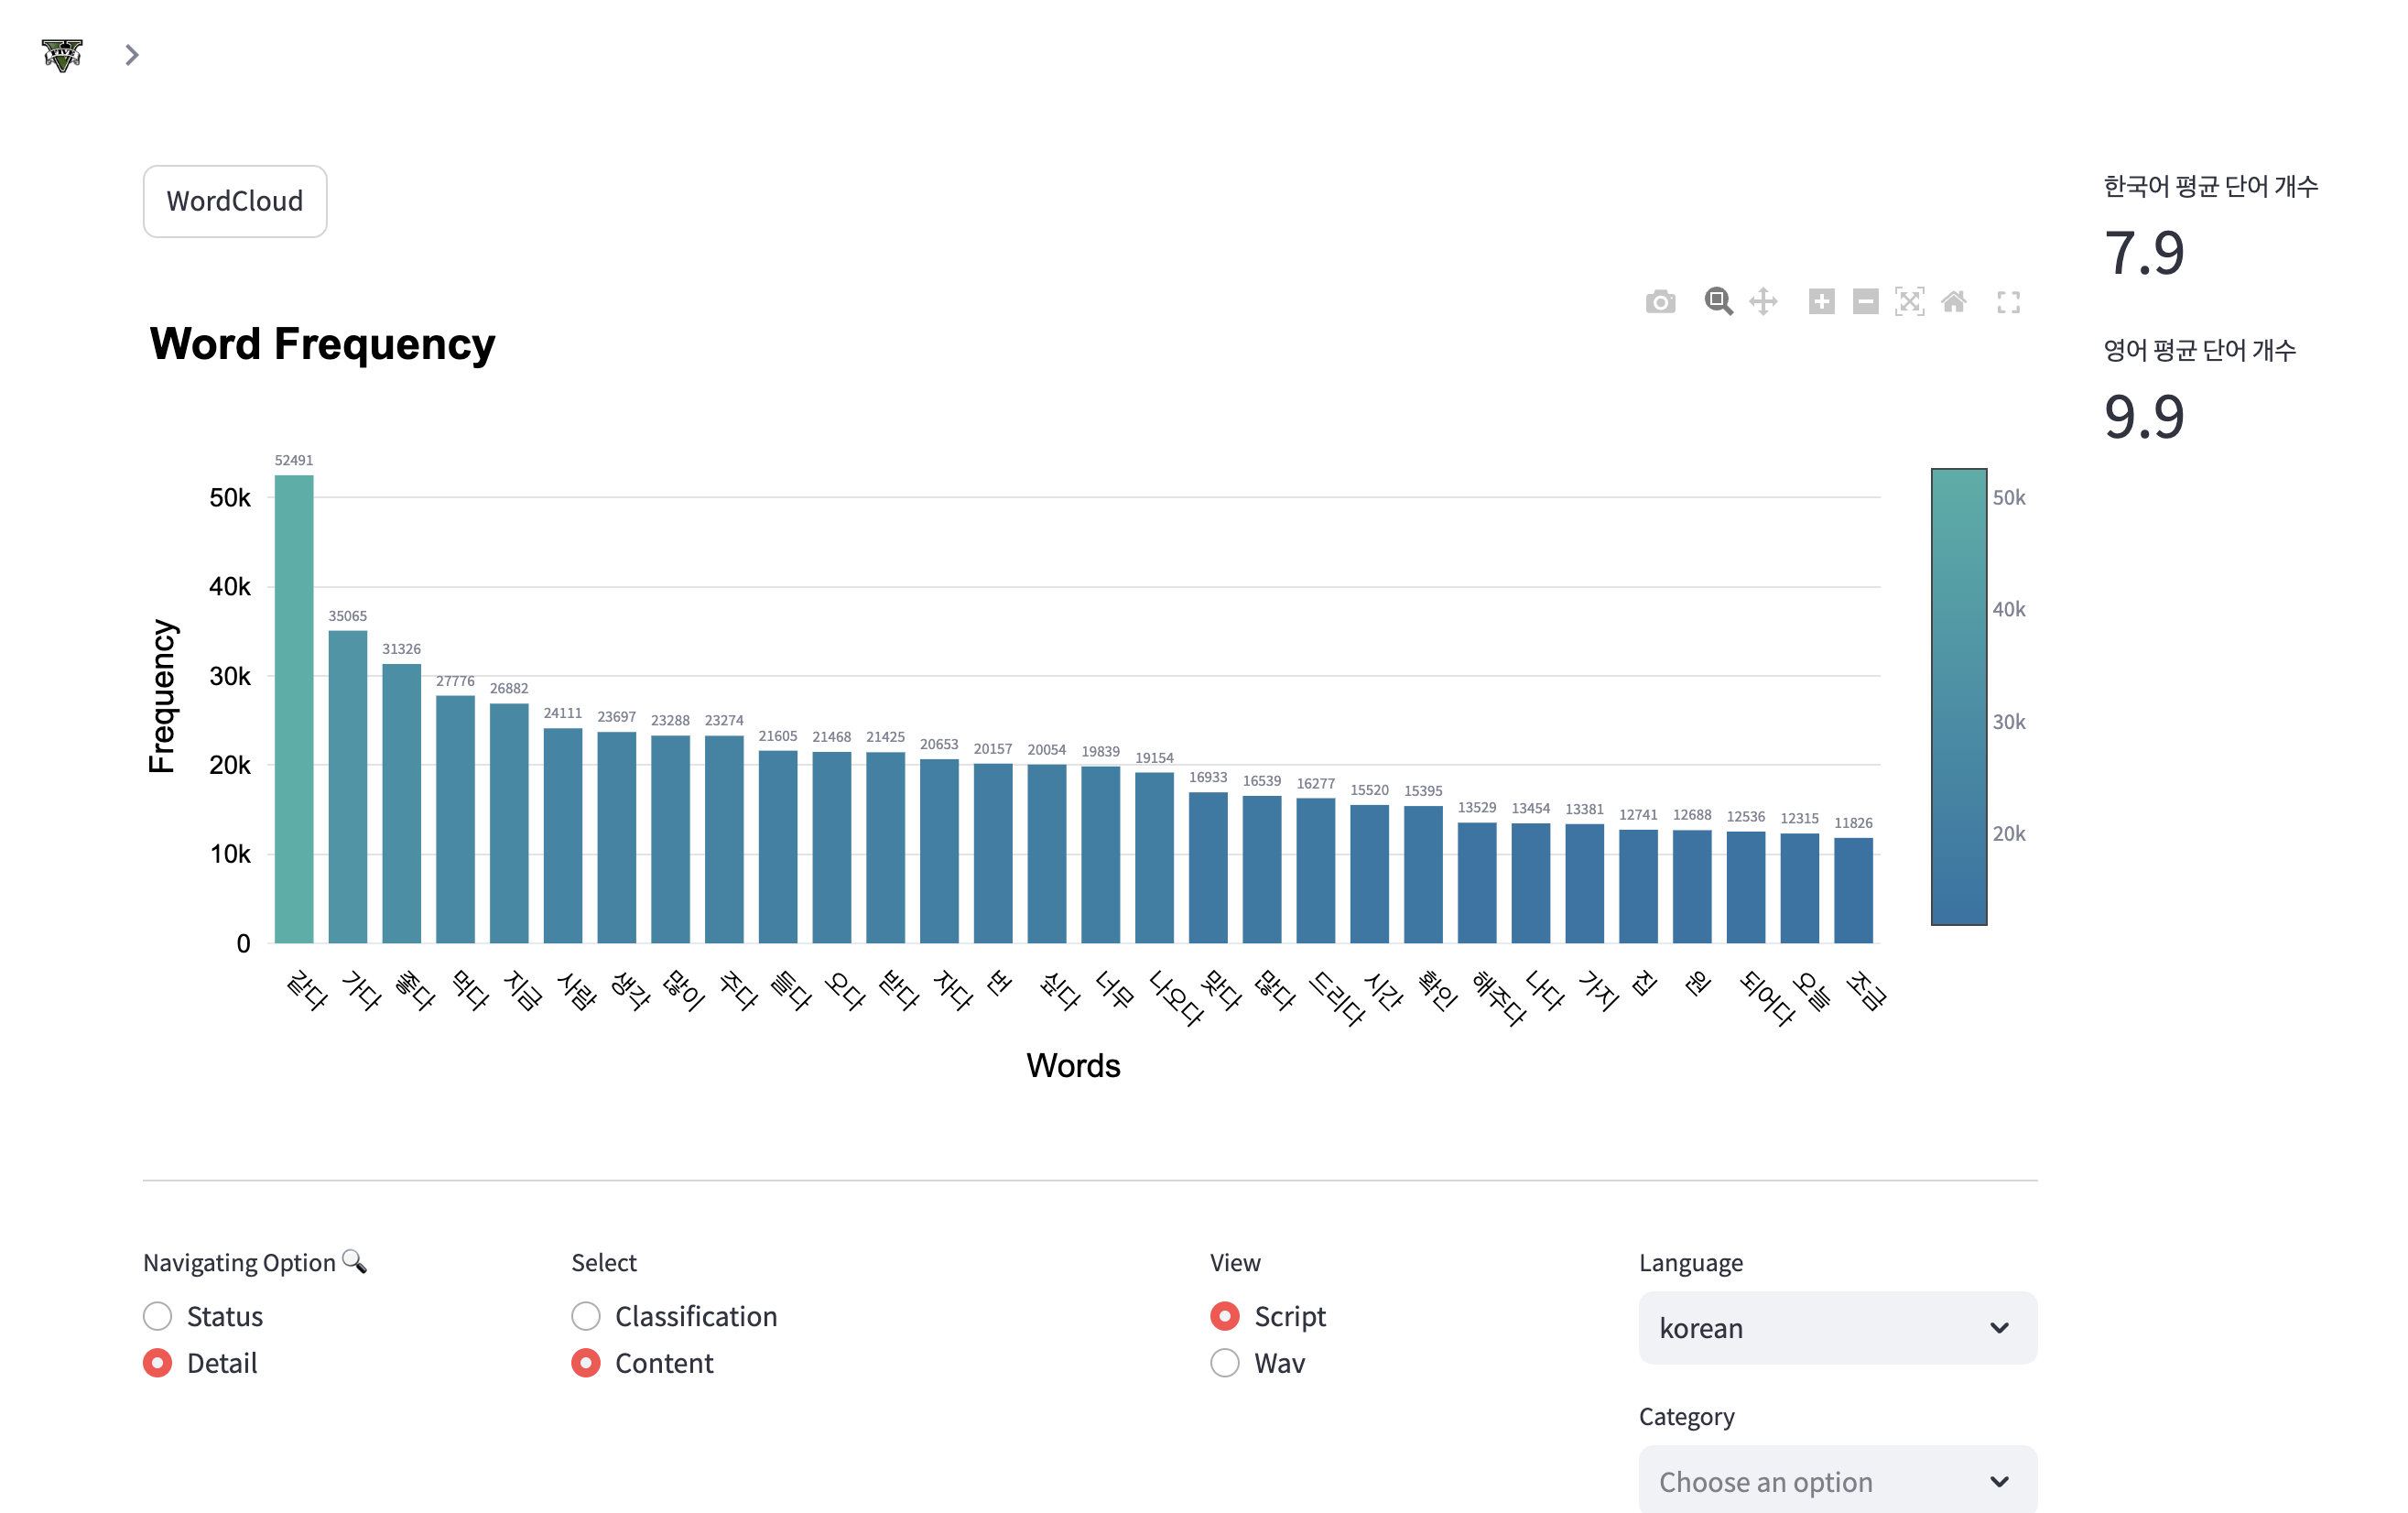 FIVE
WordCloud
한국어 평균 단어 개수
7.9
영어 평균 단어 개수
9.9
Word Frequency
52491
35065
31326
27776
26882
24111
23697
23288
23274
21605
21468
21425
20653
20157
20054
19839
19154
16933
16539
16277
15520
15395
13529
13454
13381
12741
12688
12536
12315
11826
50k
40k
30k
20k
10k
0
Frequency
50k
40k
30k
20k
같다
가다
좋다
먹다
지금
사람
생각
많이
주다
들다
오다
받다
자다
번
싶다
너무
나오다
맞다
많다
드리다
시간
확인
해주다
나다
가지
집
원
되어다
오늘
조금
Words
Navigating Option
Status
Detail
Select
Classification
Content
View
Script
Wav
Language
korean
Category
Choose an option